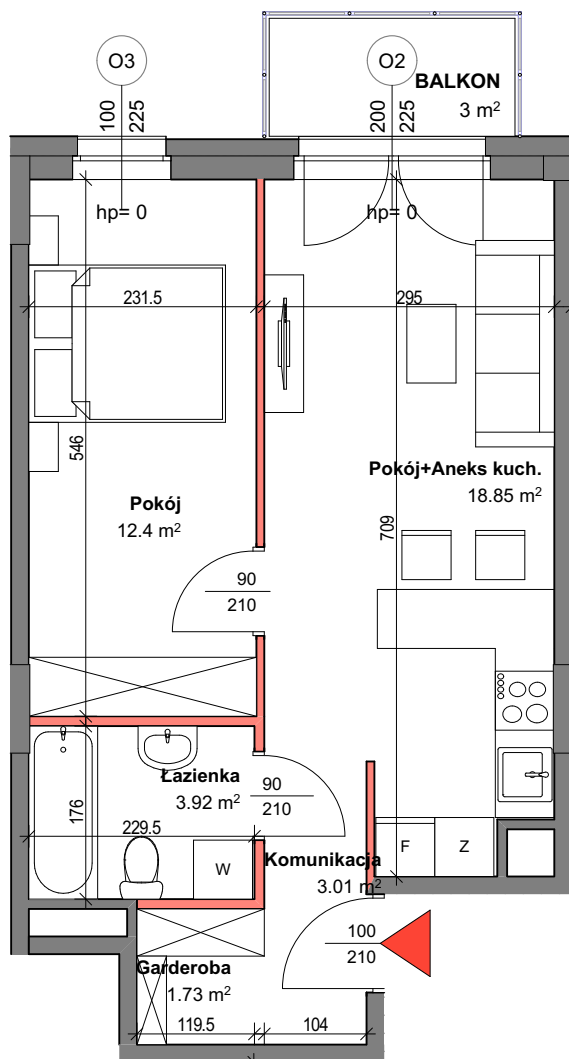 O3
O2
BALKON
3 m²
100
225
200
225
hp= 0
hp= 0
231.5
295
546
Pokój
12.4 m²
Pokój+Aneks kuch.
18.85 m²
709
90
210
Łazienka
3.92 m²
90
210
176
229.5
W
F
Z
Komunikacja
3.01 m²
100
210
Garderoba
1.73 m²
119.5
104